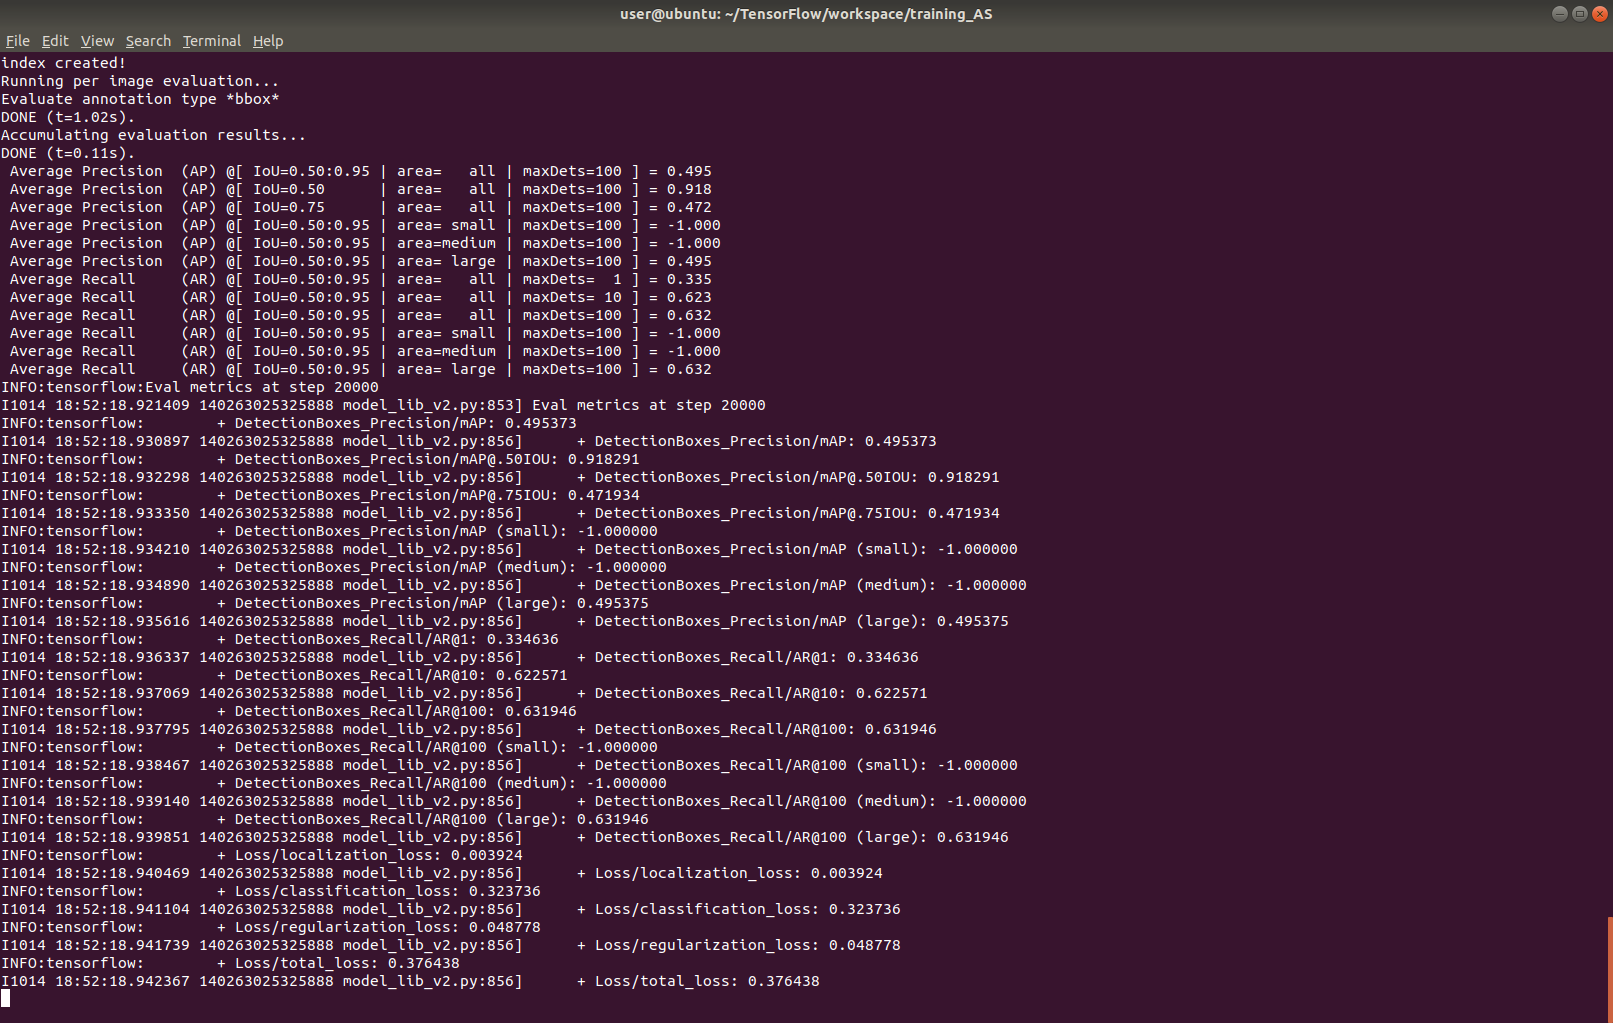 user@ubuntu: ~/TensorFlow/workspace/training_AS
File Edit View Search Terminal Help
index created!
Running per image evaluation...
Evaluate annotation type *bbox*
DONE (t=1.02s).
Accumulating evaluation results...
DONE (t=0.11s).
 Average Precision  (AP) @[ IoU=0.50:0.95 | area=   all | maxDets=100 ] = 0.495
 Average Precision  (AP) @[ IoU=0.50      | area=   all | maxDets=100 ] = 0.918
 Average Precision  (AP) @[ IoU=0.75      | area=   all | maxDets=100 ] = 0.472
 Average Precision  (AP) @[ IoU=0.50:0.95 | area= small | maxDets=100 ] = -1.000
 Average Precision  (AP) @[ IoU=0.50:0.95 | area=medium | maxDets=100 ] = -1.000
 Average Precision  (AP) @[ IoU=0.50:0.95 | area= large | maxDets=100 ] = 0.495
 Average Recall     (AR) @[ IoU=0.50:0.95 | area=   all | maxDets=  1 ] = 0.335
 Average Recall     (AR) @[ IoU=0.50:0.95 | area=   all | maxDets= 10 ] = 0.623
 Average Recall     (AR) @[ IoU=0.50:0.95 | area=   all | maxDets=100 ] = 0.632
 Average Recall     (AR) @[ IoU=0.50:0.95 | area= small | maxDets=100 ] = -1.000
 Average Recall     (AR) @[ IoU=0.50:0.95 | area=medium | maxDets=100 ] = -1.000
 Average Recall     (AR) @[ IoU=0.50:0.95 | area= large | maxDets=100 ] = 0.632
INFO:tensorflow:Eval metrics at step 20000
I1014 18:52:18.921409 140263025325888 model_lib_v2.py:853] Eval metrics at step 20000
INFO:tensorflow:        + DetectionBoxes_Precision/mAP: 0.495373
I1014 18:52:18.930897 140263025325888 model_lib_v2.py:856]      + DetectionBoxes_Precision/mAP: 0.495373
INFO:tensorflow:        + DetectionBoxes_Precision/mAP@.50IOU: 0.918291
I1014 18:52:18.932298 140263025325888 model_lib_v2.py:856]      + DetectionBoxes_Precision/mAP@.50IOU: 0.918291
INFO:tensorflow:        + DetectionBoxes_Precision/mAP@.75IOU: 0.471934
I1014 18:52:18.933350 140263025325888 model_lib_v2.py:856]      + DetectionBoxes_Precision/mAP@.75IOU: 0.471934
INFO:tensorflow:        + DetectionBoxes_Precision/mAP (small): -1.000000
I1014 18:52:18.934210 140263025325888 model_lib_v2.py:856]      + DetectionBoxes_Precision/mAP (small): -1.000000
INFO:tensorflow:        + DetectionBoxes_Precision/mAP (medium): -1.000000
I1014 18:52:18.934890 140263025325888 model_lib_v2.py:856]      + DetectionBoxes_Precision/mAP (medium): -1.000000
INFO:tensorflow:        + DetectionBoxes_Precision/mAP (large): 0.495375
I1014 18:52:18.935616 140263025325888 model_lib_v2.py:856]      + DetectionBoxes_Precision/mAP (large): 0.495375
INFO:tensorflow:        + DetectionBoxes_Recall/AR@1: 0.334636
I1014 18:52:18.936337 140263025325888 model_lib_v2.py:856]      + DetectionBoxes_Recall/AR@1: 0.334636
INFO:tensorflow:        + DetectionBoxes_Recall/AR@10: 0.622571
I1014 18:52:18.937069 140263025325888 model_lib_v2.py:856]      + DetectionBoxes_Recall/AR@10: 0.622571
INFO:tensorflow:        + DetectionBoxes_Recall/AR@100: 0.631946
I1014 18:52:18.937795 140263025325888 model_lib_v2.py:856]      + DetectionBoxes_Recall/AR@100: 0.631946
INFO:tensorflow:        + DetectionBoxes_Recall/AR@100 (small): -1.000000
I1014 18:52:18.938467 140263025325888 model_lib_v2.py:856]      + DetectionBoxes_Recall/AR@100 (small): -1.000000
INFO:tensorflow:        + DetectionBoxes_Recall/AR@100 (medium): -1.000000
I1014 18:52:18.939140 140263025325888 model_lib_v2.py:856]      + DetectionBoxes_Recall/AR@100 (medium): -1.000000
INFO:tensorflow:        + DetectionBoxes_Recall/AR@100 (large): 0.631946
I1014 18:52:18.939851 140263025325888 model_lib_v2.py:856]      + DetectionBoxes_Recall/AR@100 (large): 0.631946
INFO:tensorflow:        + Loss/localization_loss: 0.003924
I1014 18:52:18.940469 140263025325888 model_lib_v2.py:856]      + Loss/localization_loss: 0.003924
INFO:tensorflow:        + Loss/classification_loss: 0.323736
I1014 18:52:18.941104 140263025325888 model_lib_v2.py:856]      + Loss/classification_loss: 0.323736
INFO:tensorflow:        + Loss/regularization_loss: 0.048778
I1014 18:52:18.941739 140263025325888 model_lib_v2.py:856]      + Loss/regularization_loss: 0.048778
INFO:tensorflow:        + Loss/total_loss: 0.376438
I1014 18:52:18.942367 140263025325888 model_lib_v2.py:856]      + Loss/total_loss: 0.376438